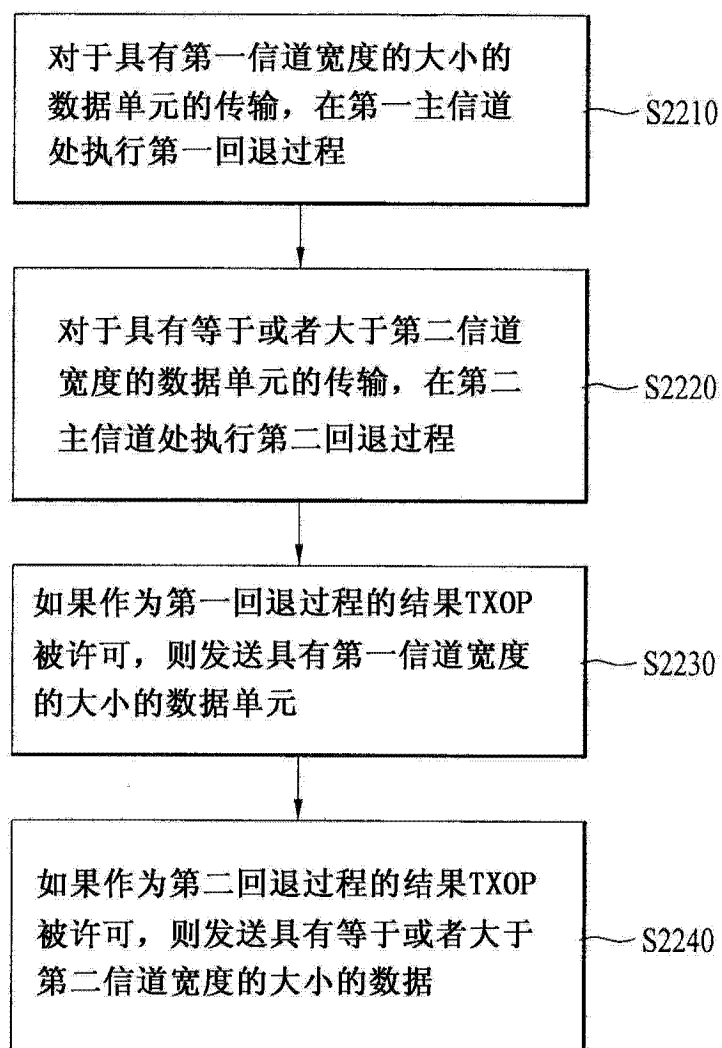 对于具有第一信道宽度的大小的
数据单元的传输，在第一主信道
处执行第一回退过程
S2210
对于具有等于或者大于第二信道
宽度的数据单元的传输，在第二
主信道处执行第二回退过程
S2220
如果作为第一回退过程的结果TXOP
被许可，则发送具有第一信道宽度
的大小的数据单元
S2230
如果作为第二回退过程的结果TXOP
被许可，则发送具有等于或者大于
第二信道宽度的大小的数据
S2240